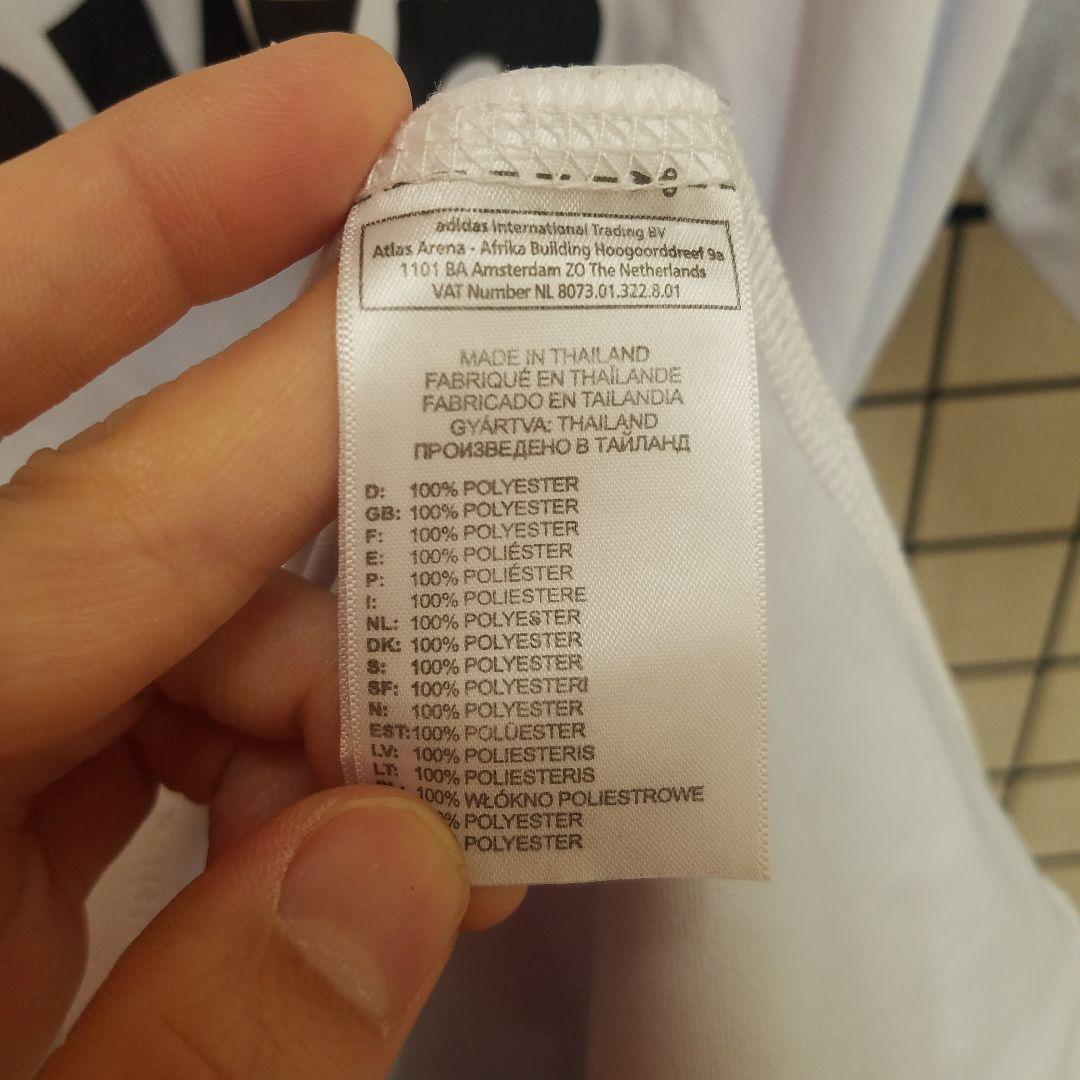 adidas International Trading BV
Atlas Arena - Afrika Building Hoogoorddreef 9a
1101 BA Amsterdam ZO The Netherlands
VAT Number NL 8073.01.322.8.01
MADE IN THAILAND
FABRIQUÉ EN THAÏLANDE
FABRICADO EN TAILANDIA
GYÁRTVA: THAILAND
ПРОИЗВЕДЕНО В ТАЙЛАНД
D: 100% POLYESTER
GB: 100% POLYESTER
F: 100% POLYESTER
E: 100% POLIÉSTER
P: 100% POLIÉSTER
I: 100% POLIESTERE
NL: 100% POLYESTER
DK: 100% POLYESTER
S: 100% POLYESTER
SF: 100% POLYESTERI
N: 100% POLYESTER
EST: 100% POLÜESTER
LV: 100% POLIESTERIS
LT: 100% POLIESTERIS
100% WŁÓKNO POLIESTROWE
% POLYESTER
POLYESTER